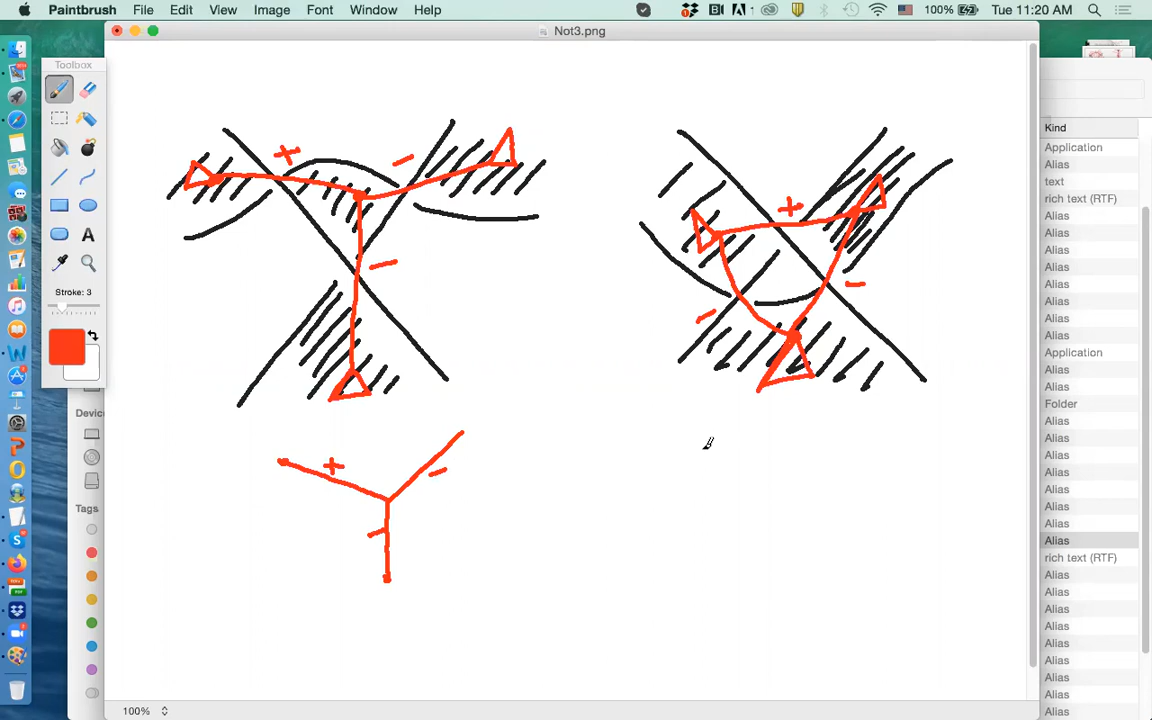 Paintbrush File Edit View Image Font Window Help 100% Tue 11:20 AM
Not3.png
Toolbox
A
Stroke: 3
+ − −
+ − −
+ − −
100%
Device
Tags
Kind
Application
Alias
text
rich text (RTF)
Alias
Alias
Alias
Alias
Alias
Alias
Alias
Application
Alias
Alias
Folder
Alias
Alias
Alias
Alias
Alias
Alias
Alias
Alias
rich text (RTF)
Alias
Alias
Alias
Alias
Alias
Alias
Alias
Alias
Alias